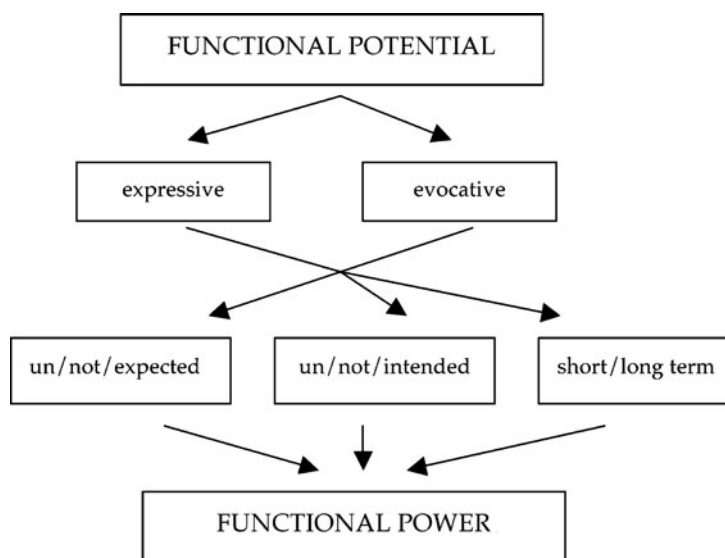 FUNCTIONAL POTENTIAL
expressive
evocative
un/not/expected
un/not/intended
short/long term
FUNCTIONAL POWER